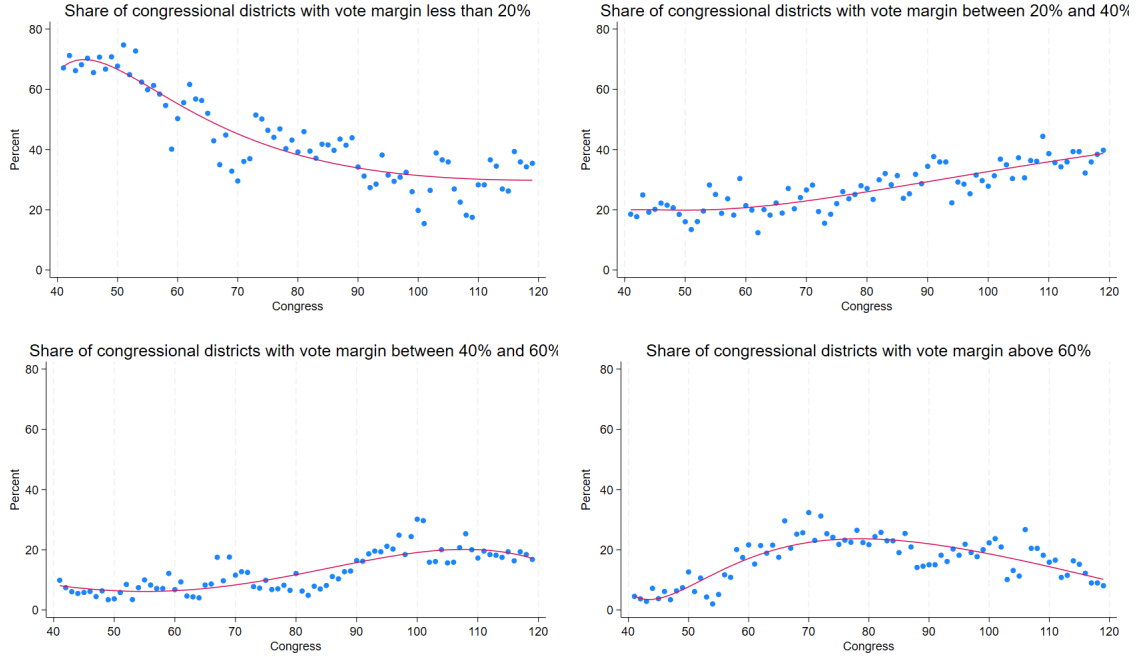 Share of congressional districts with vote margin less than 20%
80
60
40
20
0
Percent
40 50 60 70 80 90 100 110 120
Congress
Share of congressional districts with vote margin between 20% and 40%
80
60
40
20
0
Percent
40 50 60 70 80 90 100 110 120
Congress
Share of congressional districts with vote margin between 40% and 60%
80
60
40
20
0
Percent
40 50 60 70 80 90 100 110 120
Congress
Share of congressional districts with vote margin above 60%
80
60
40
20
0
Percent
40 50 60 70 80 90 100 110 120
Congress